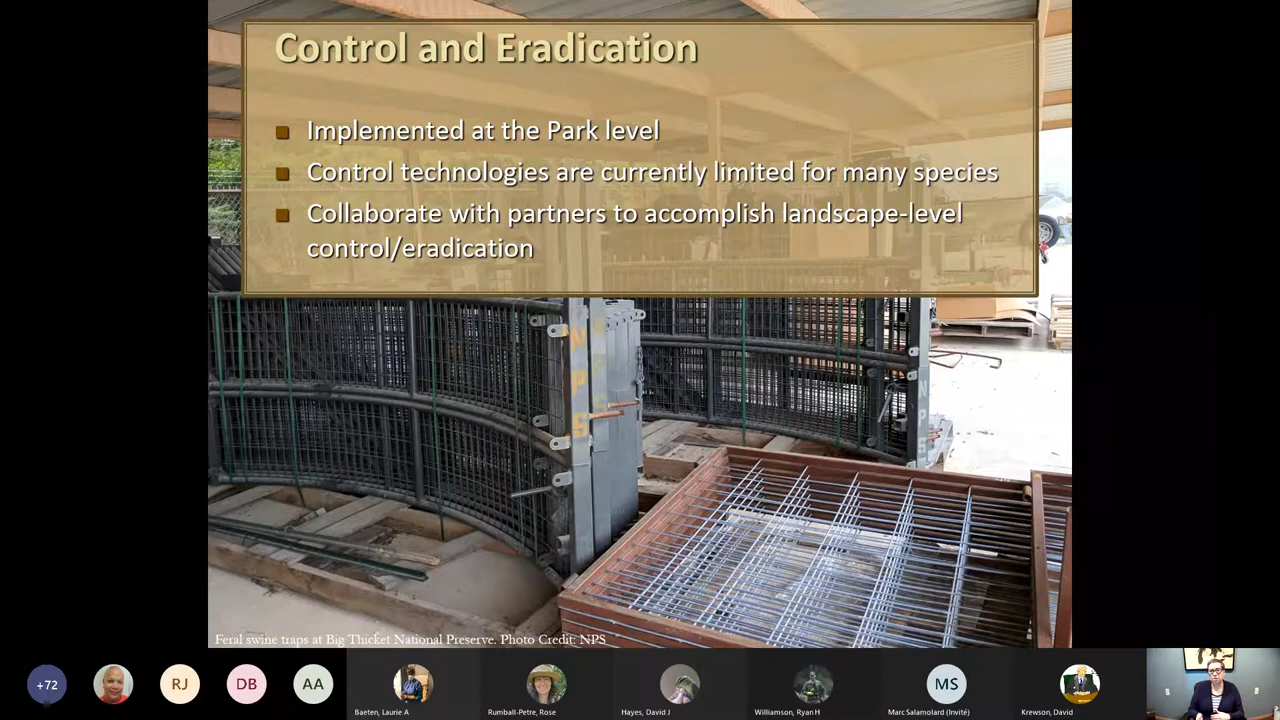 Control and Eradication
Implemented at the Park level
Control technologies are currently limited for many species
Collaborate with partners to accomplish landscape-level
control/eradication
NPS
Feral swine traps at Big Thicket National Preserve. Photo Credit: NPS
+72
RJ
DB
AA
MS
Baeten, Laurie A
Rumball-Petre, Rose
Hayes, David J
Williamson, Ryan H
Marc Salamolard (Invité)
Krewson, David